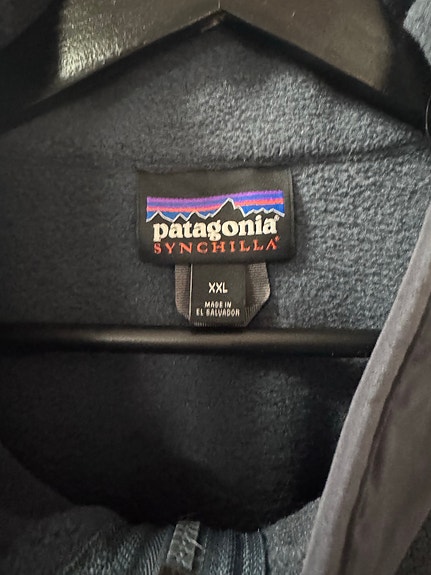 patagonia®
SYNCHILLA®
XXL
MADE IN
EL SALVADOR